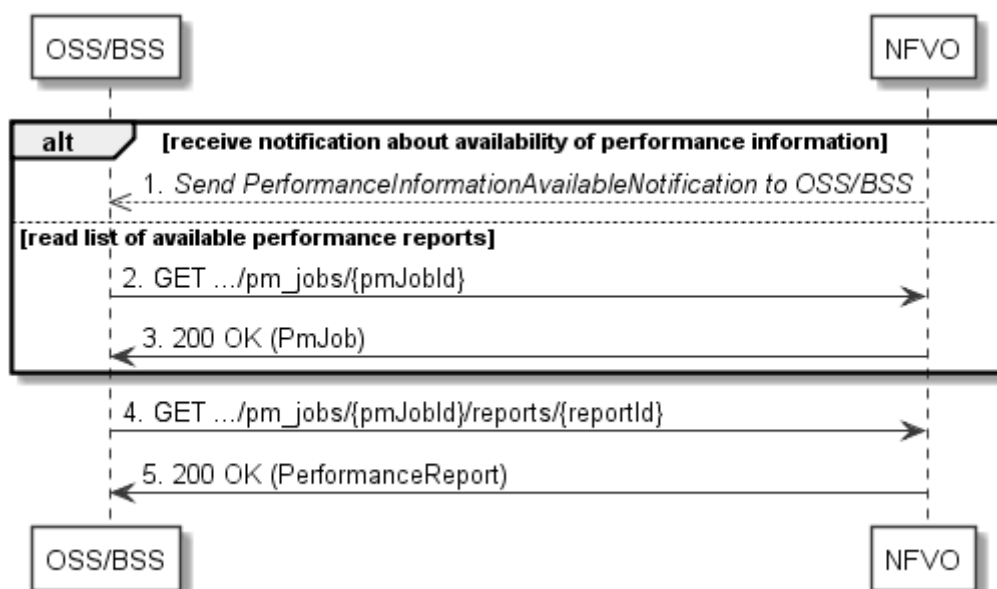 OSS/BSS
NFVO
alt
[receive notification about availability of performance information]
1. Send PerformanceInformationAvailableNotification to OSS/BSS
[read list of available performance reports]
2. GET .../pm_jobs/{pmJobId}
3. 200 OK (PmJob)
4. GET .../pm_jobs/{pmJobId}/reports/{reportId}
5. 200 OK (PerformanceReport)
OSS/BSS
NFVO